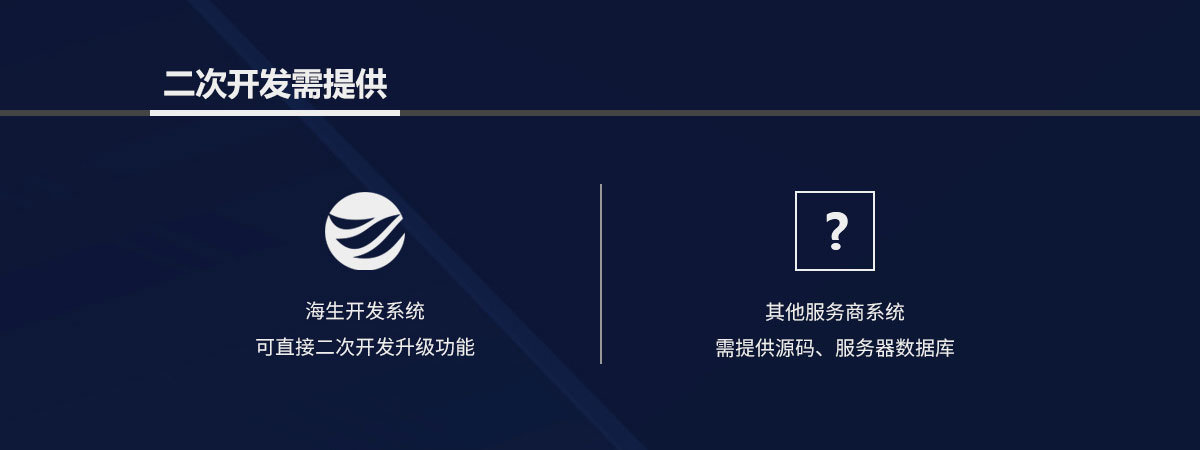 二次开发需提供
海生开发系统
可直接二次开发升级功能
?
其他服务商系统
需提供源码、服务器数据库